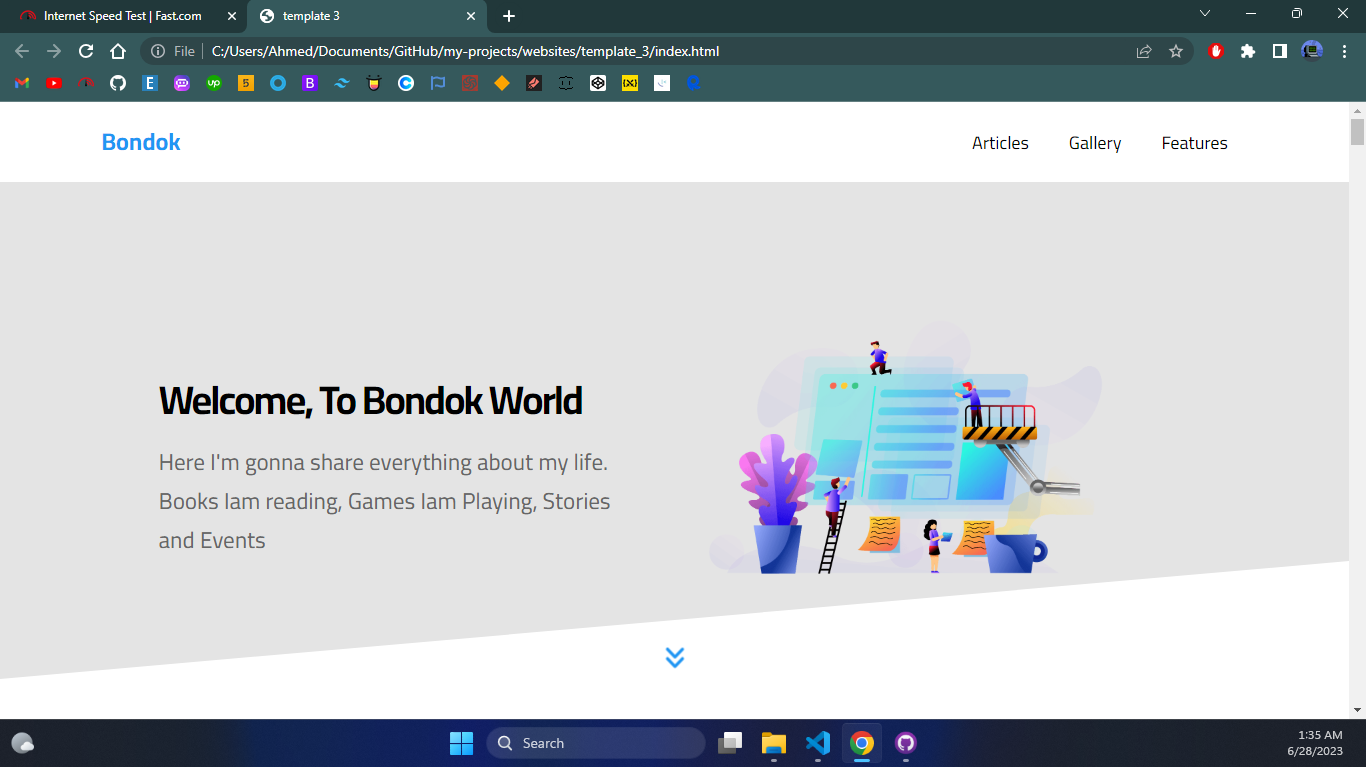 Internet Speed Test | Fast.com
template 3
File
C:/Users/Ahmed/Documents/GitHub/my-projects/websites/template_3/index.html
M
E
up
5
B
C
{x}
Bondok
Articles
Gallery
Features
Welcome, To Bondok World
Here I'm gonna share everything about my life.
Books Iam reading, Games Iam Playing, Stories
and Events
Search
1:35 AM
6/28/2023